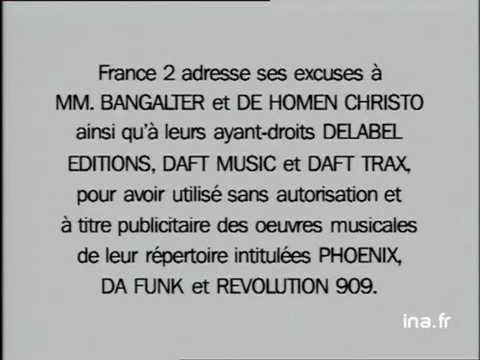 France 2 adresse ses excuses à
MM. BANGALTER et DE HOMEN CHRISTO
ainsi qu'à leurs ayant-droits DELABEL
EDITIONS, DAFT MUSIC et DAFT TRAX,
pour avoir utilisé sans autorisation et
à titre publicitaire des oeuvres musicales
de leur répertoire intitulées PHOENIX,
DA FUNK et REVOLUTION 909.
ina.fr